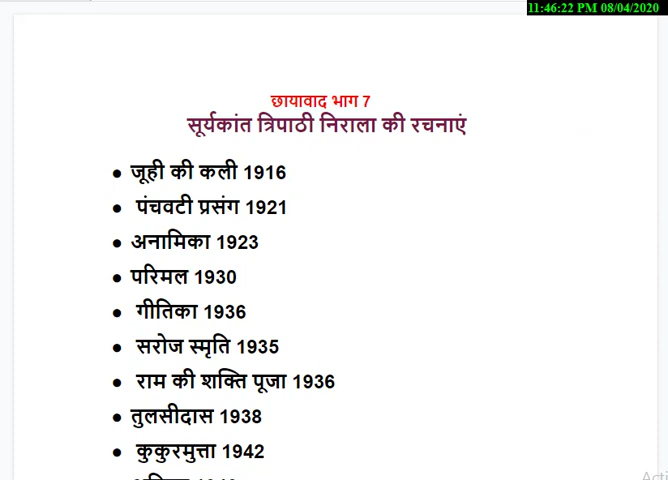 11:46:22 PM 08/04/2020
छायावाद भाग 7
सूर्यकांत त्रिपाठी निराला की रचनाएं
● जूही की कली 1916
● पंचवटी प्रसंग 1921
● अनामिका 1923
● परिमल 1930
● गीतिका 1936
● सरोज स्मृति 1935
● राम की शक्ति पूजा 1936
● तुलसीदास 1938
● कुकुरमुत्ता 1942